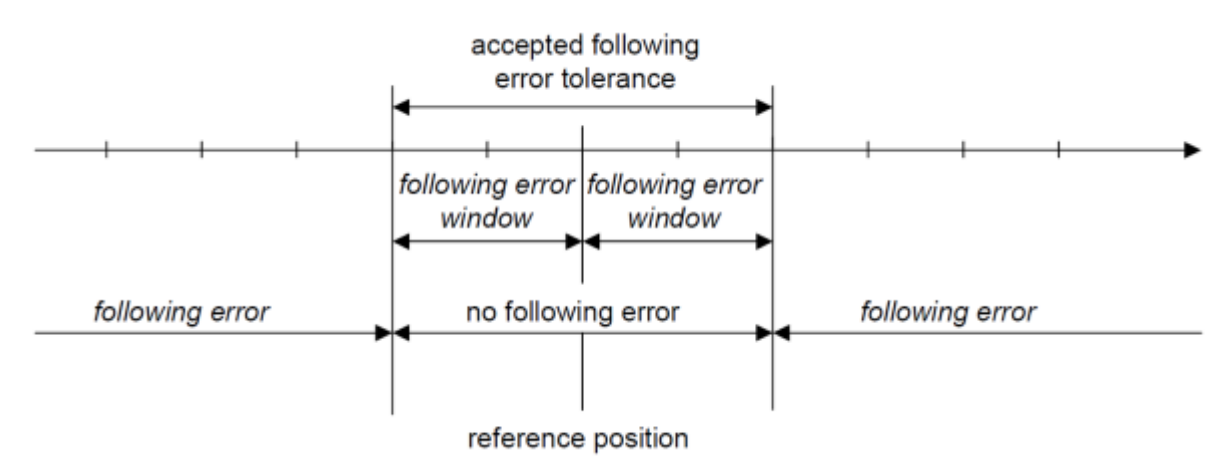 accepted following
error tolerance
following error following error
window window
following error no following error following error
reference position